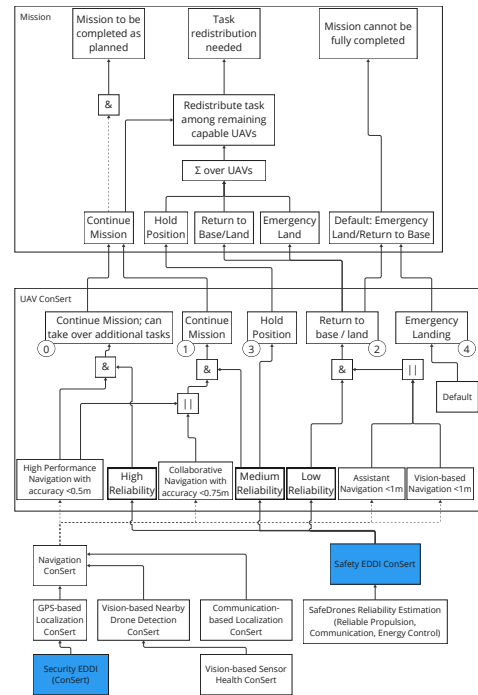 Mission
Mission to be
completed as
planned
Task
redistribution
needed
Mission cannot be
fully completed
&
Redistribute task
among remaining
capable UAVs
Σ over UAVs
Continue
Mission
Hold
Position
Return to
Base/Land
Emergency
Land
Default: Emergency
Land/Return to Base
UAV ConSert
Continue Mission; can
take over additional tasks
0
Continue
Mission
1
Hold
Position
3
Return to
base / land
2
Emergency
Landing
4
&
&
&
||
||
Default
High Performance
Navigation with
accuracy <0.5m
High
Reliability
Collaborative
Navigation with
accuracy <0.75m
Medium
Reliability
Low
Reliability
Assistant
Navigation <1m
Vision-based
Navigation <1m
Navigation
ConSert
Safety EDDI ConSert
GPS-based
Localization
ConSert
Vision-based Nearby
Drone Detection
ConSert
Communication-
based Localization
ConSert
SafeDrones Reliability Estimation
(Reliable Propulsion,
Communication, Energy Control)
Security EDDI
(ConSert)
Vision-based Sensor
Health ConSert